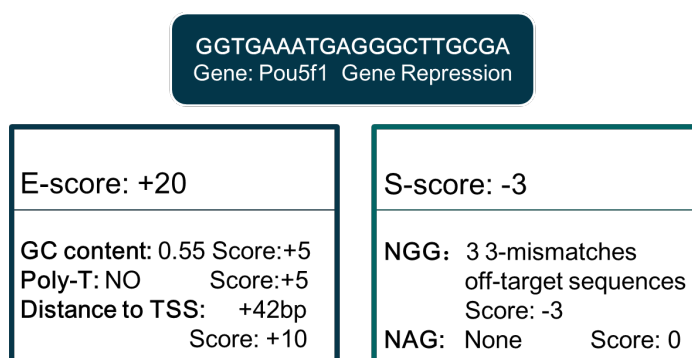 GGTGAAATGAGGGCTTGCGA
Gene: Pou5f1 Gene Repression
E-score: +20
GC content: 0.55 Score:+5
Poly-T: NO Score:+5
Distance to TSS: +42bp
Score: +10
S-score: -3
NGG: 3 3-mismatches
off-target sequences
Score: -3
NAG: None Score: 0